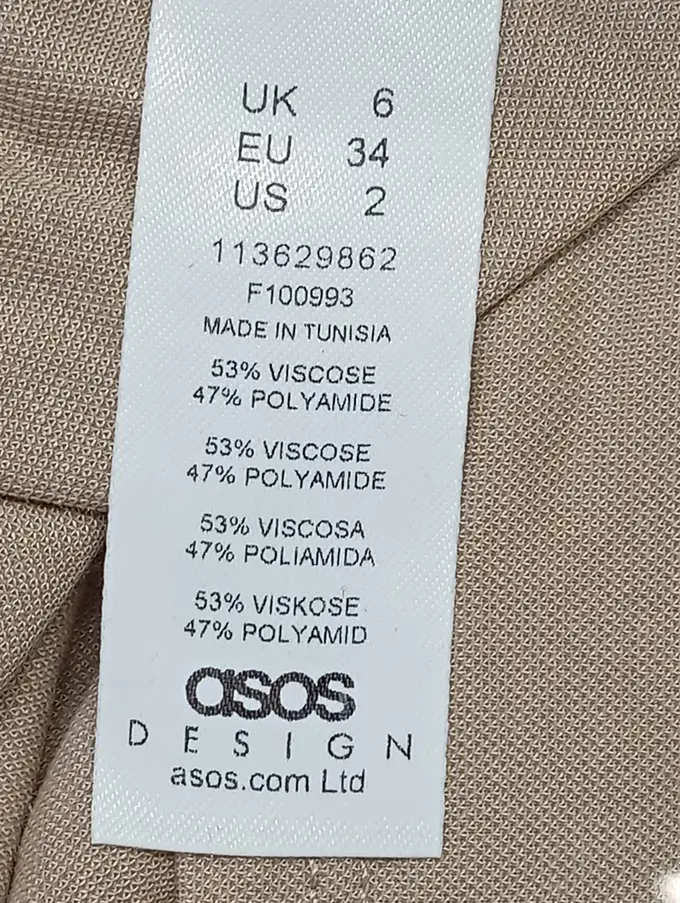 UK 6
EU 34
US 2
113629862
F100993
MADE IN TUNISIA
53% VISCOSE
47% POLYAMIDE
53% VISCOSE
47% POLYAMIDE
53% VISCOSA
47% POLIAMIDA
53% VISKOSE
47% POLYAMID
asos
DESIGN
asos.com Ltd